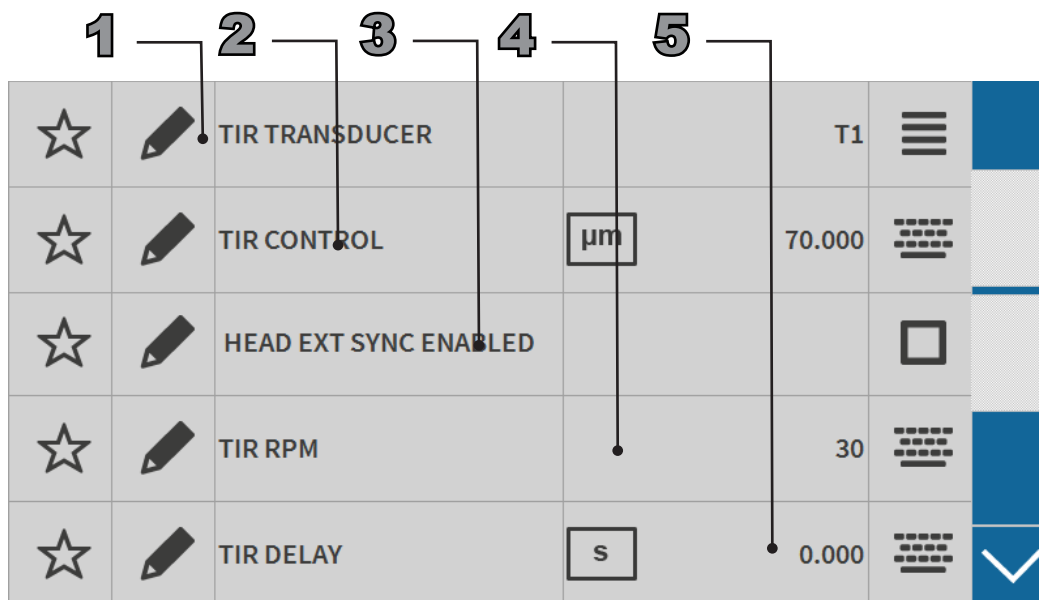 1 2 3 4 5
TIR TRANSDUCER T1
TIR CONTROL µm 70.000
HEAD EXT SYNC ENABLED
TIR RPM 30
TIR DELAY s 0.000